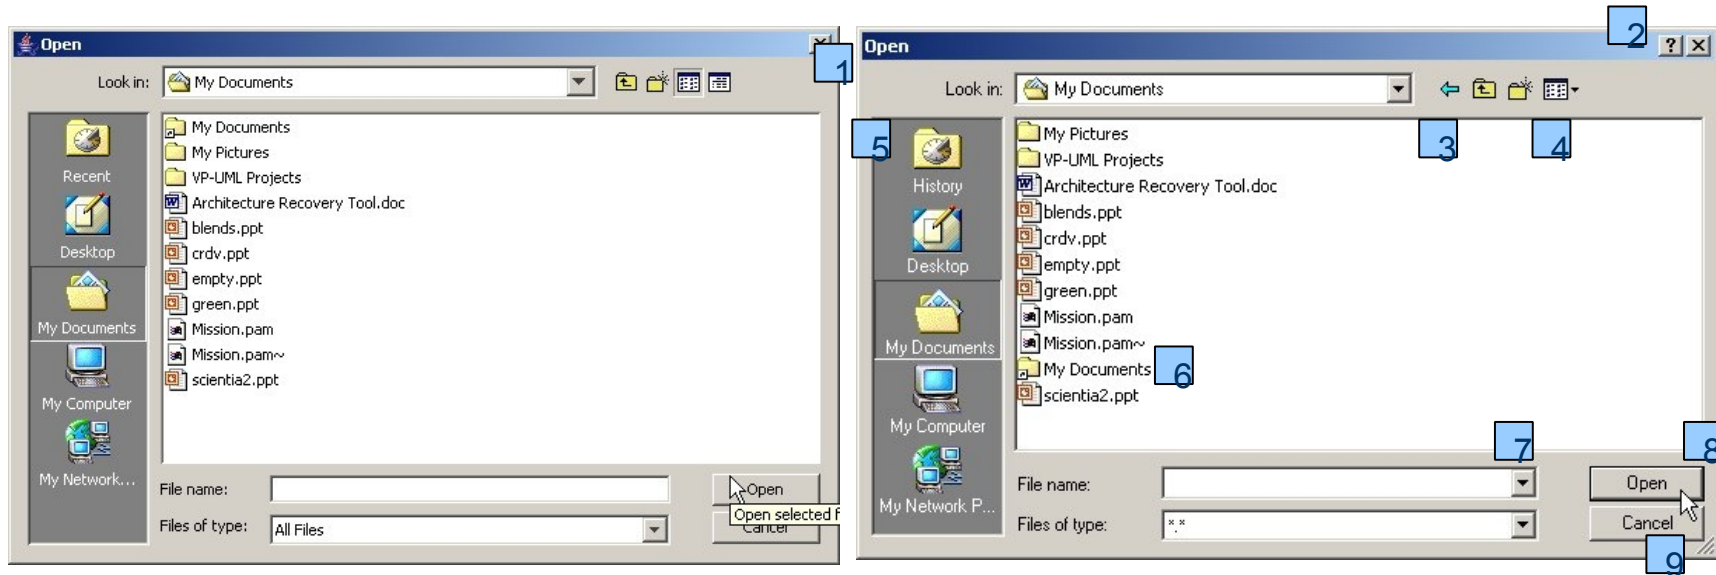 Open
Look in: My Documents
Recent
Desktop
My Documents
My Computer
My Network...
My Documents
My Pictures
VP-UML Projects
Architecture Recovery Tool.doc
blends.ppt
crdv.ppt
empty.ppt
green.ppt
Mission.pam
Mission.pam~
scientia2.ppt
File name:
Open
Open selected f
Files of type: All Files
Cancel
1
2
Open
?
Look in: My Documents
3
4
5
History
Desktop
My Documents
My Computer
My Network P...
My Pictures
VP-UML Projects
Architecture Recovery Tool.doc
blends.ppt
crdv.ppt
empty.ppt
green.ppt
Mission.pam
Mission.pam~
My Documents
6
scientia2.ppt
7
8
File name:
Open
Files of type: *.*
Cancel
9